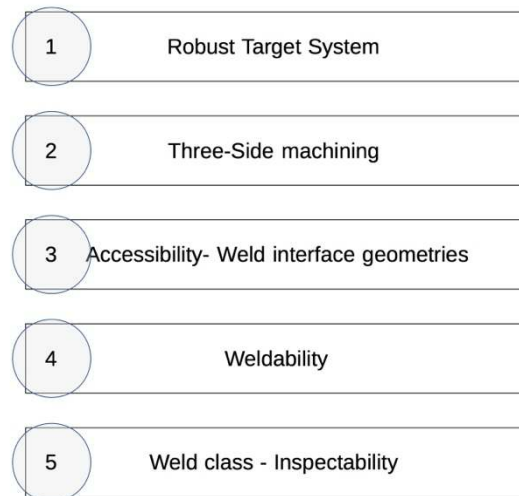 1 Robust Target System
2 Three-Side machining
3 Accessibility- Weld interface geometries
4 Weldability
5 Weld class - Inspectability